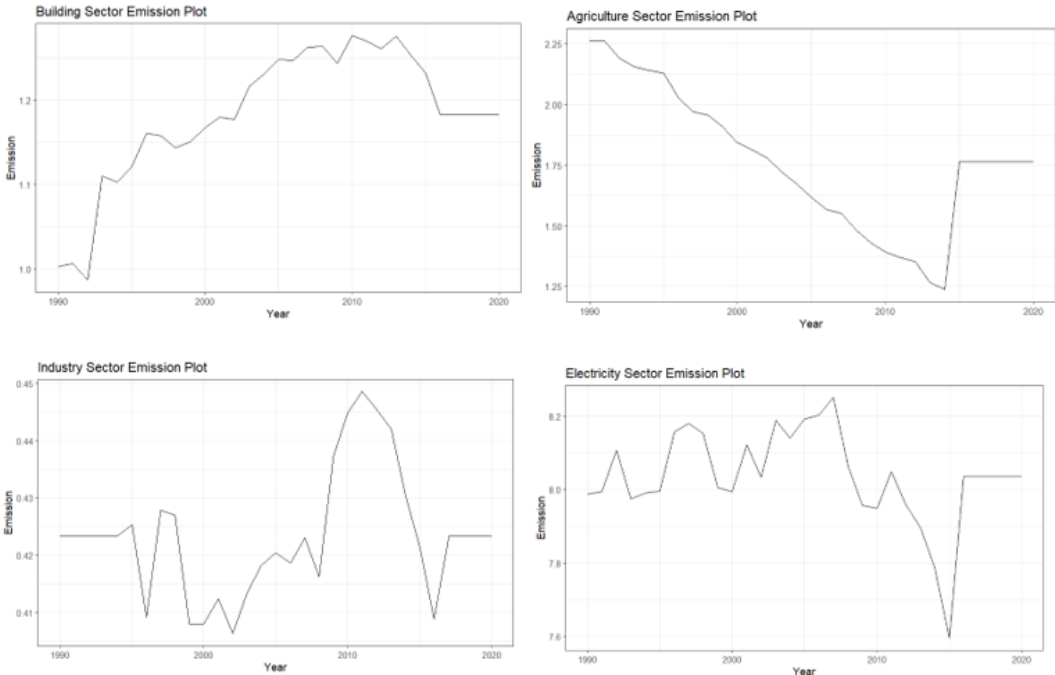 Building Sector Emission Plot
Emission
1.2
1.1
1.0
1990
2000
2010
2020
Year
Agriculture Sector Emission Plot
Emission
2.25
2.00
1.75
1.50
1.25
1990
2000
2010
2020
Year
Industry Sector Emission Plot
Emission
0.45
0.44
0.43
0.42
0.41
1990
2000
2010
2020
Year
Electricity Sector Emission Plot
Emission
8.2
8.0
7.8
7.6
1990
2000
2010
2020
Year